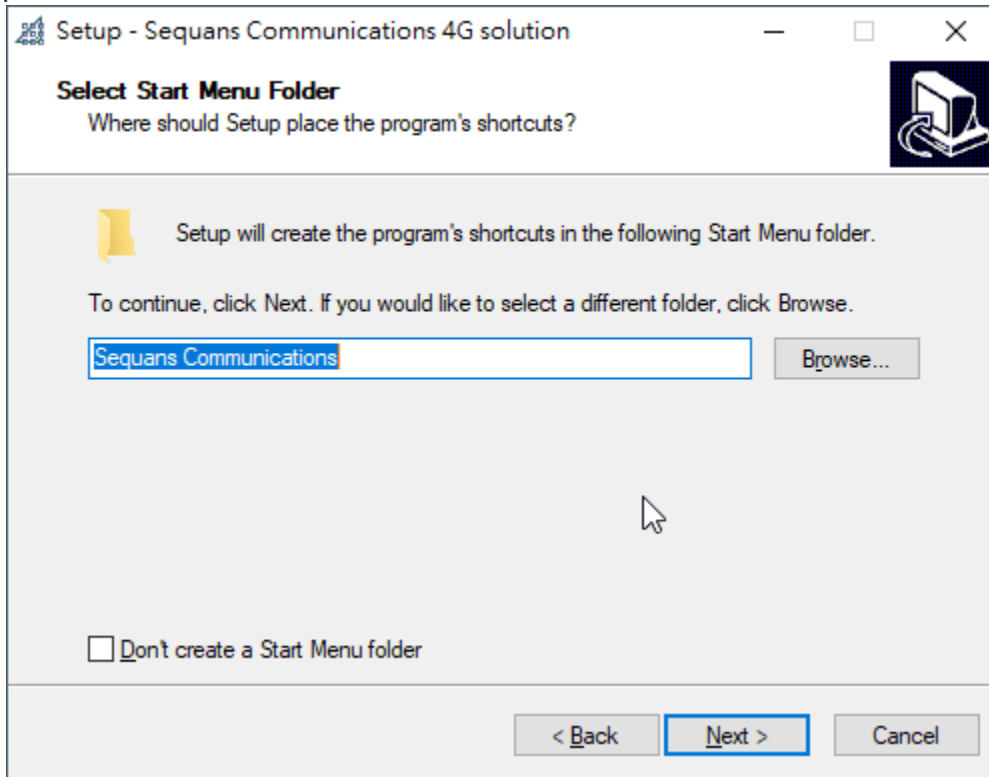 Setup - Sequans Communications 4G solution
Select Start Menu Folder
Where should Setup place the program's shortcuts?
Setup will create the program's shortcuts in the following Start Menu folder.
To continue, click Next. If you would like to select a different folder, click Browse.
Sequans Communications
Browse...
Don't create a Start Menu folder
< Back
Next >
Cancel